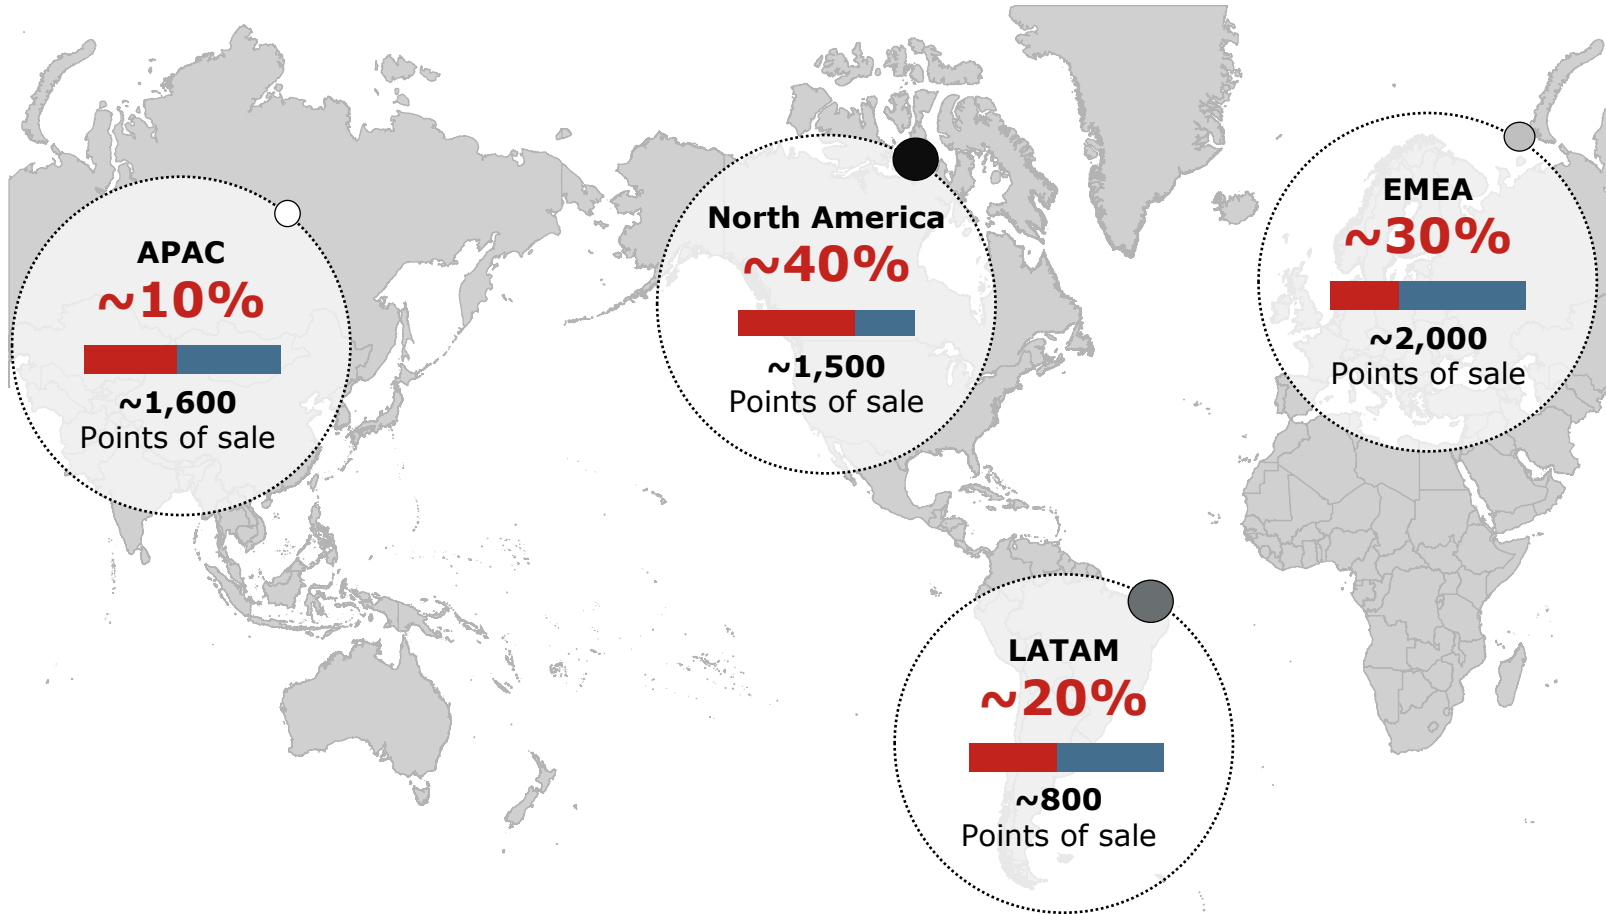 APAC
~10%
~1,600
Points of sale
North America
~40%
~1,500
Points of sale
EMEA
~30%
~2,000
Points of sale
LATAM
~20%
~800
Points of sale